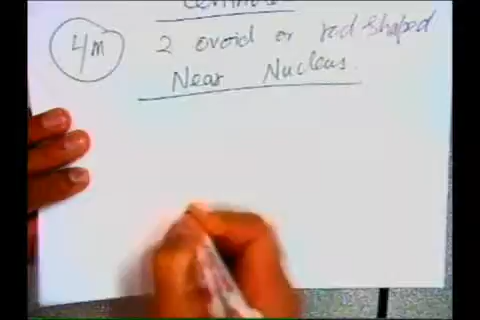 4m
2 ovoid or rod shaped
Near Nucleus.